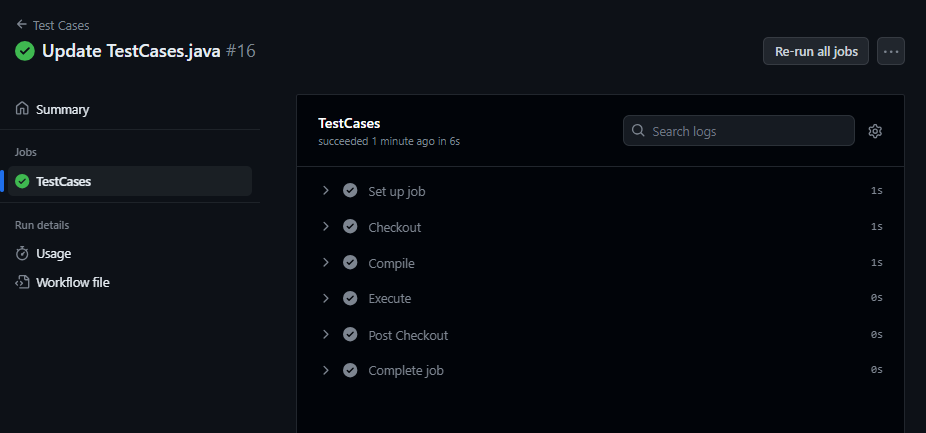 ← Test Cases
Update TestCases.java #16
Re-run all jobs
...
Summary
Jobs
TestCases
Run details
Usage
Workflow file
TestCases
succeeded 1 minute ago in 6s
Search logs
Set up job 1s
Checkout 1s
Compile 1s
Execute 0s
Post Checkout 0s
Complete job 0s